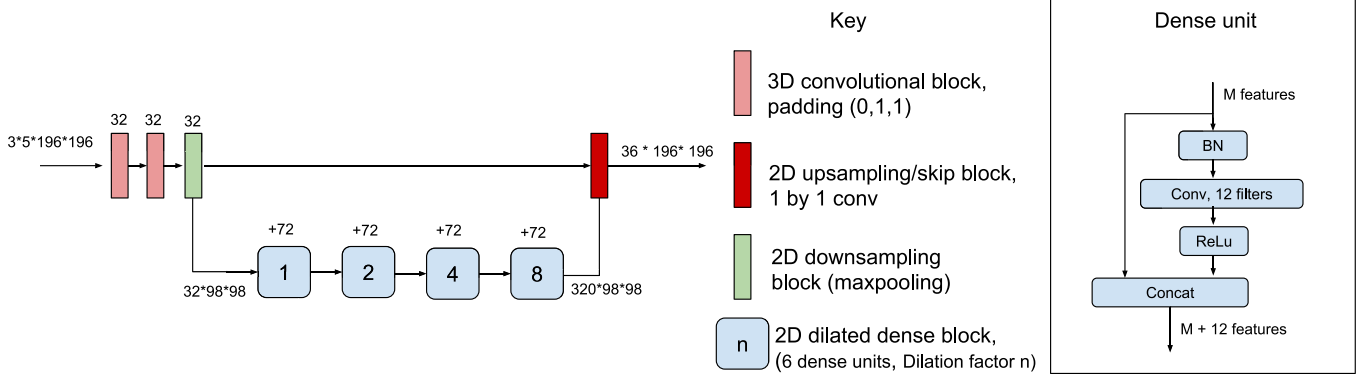 Key
Dense unit
3*5*196*196
32
32
32
36 * 196* 196
+72
+72
+72
+72
1
2
4
8
32*98*98
320*98*98
3D convolutional block,
padding (0,1,1)
2D upsampling/skip block,
1 by 1 conv
2D downsampling
block (maxpooling)
n
2D dilated dense block,
(6 dense units, Dilation factor n)
M features
BN
Conv, 12 filters
ReLu
Concat
M + 12 features